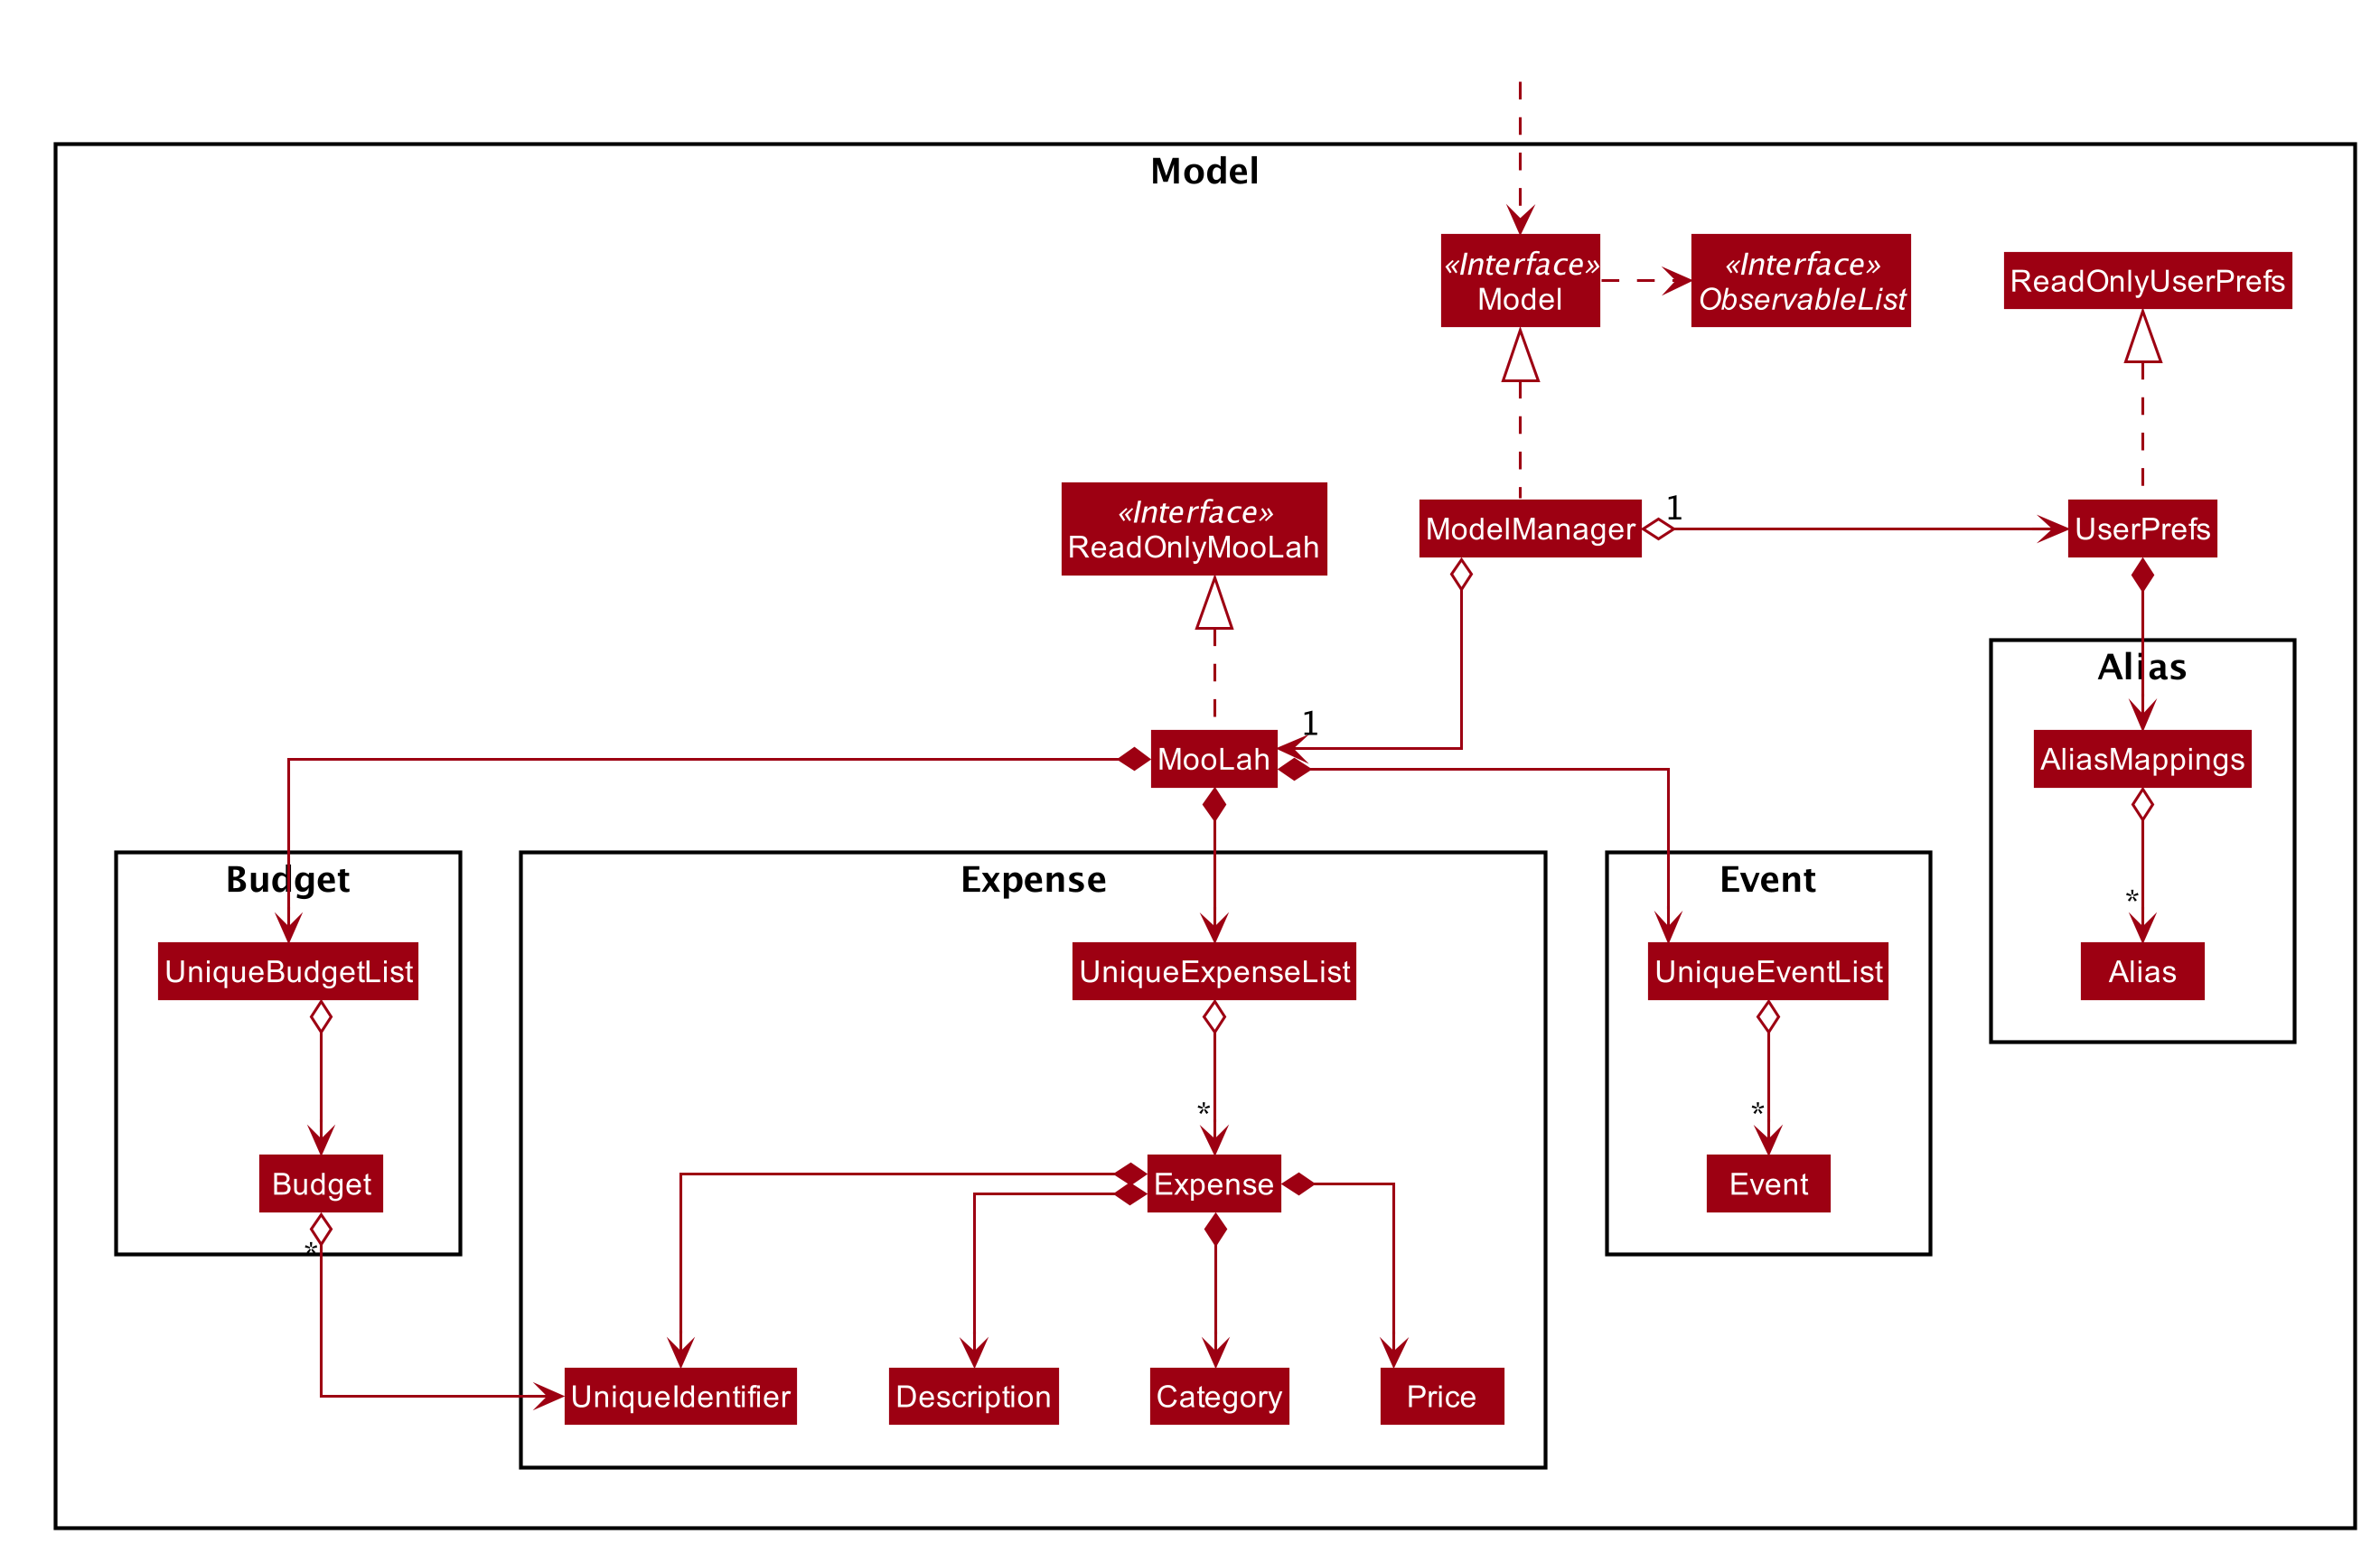 Model
«Interface»
Model
«Interface»
ObservableList
ReadOnlyUserPrefs
«Interface»
ReadOnlyMooLah
ModelManager
1
UserPrefs
Alias
1
MooLah
AliasMappings
Budget
Expense
Event
*
UniqueBudgetList
UniqueExpenseList
UniqueEventList
Alias
*
*
Budget
Expense
Event
*
UniqueIdentifier
Description
Category
Price